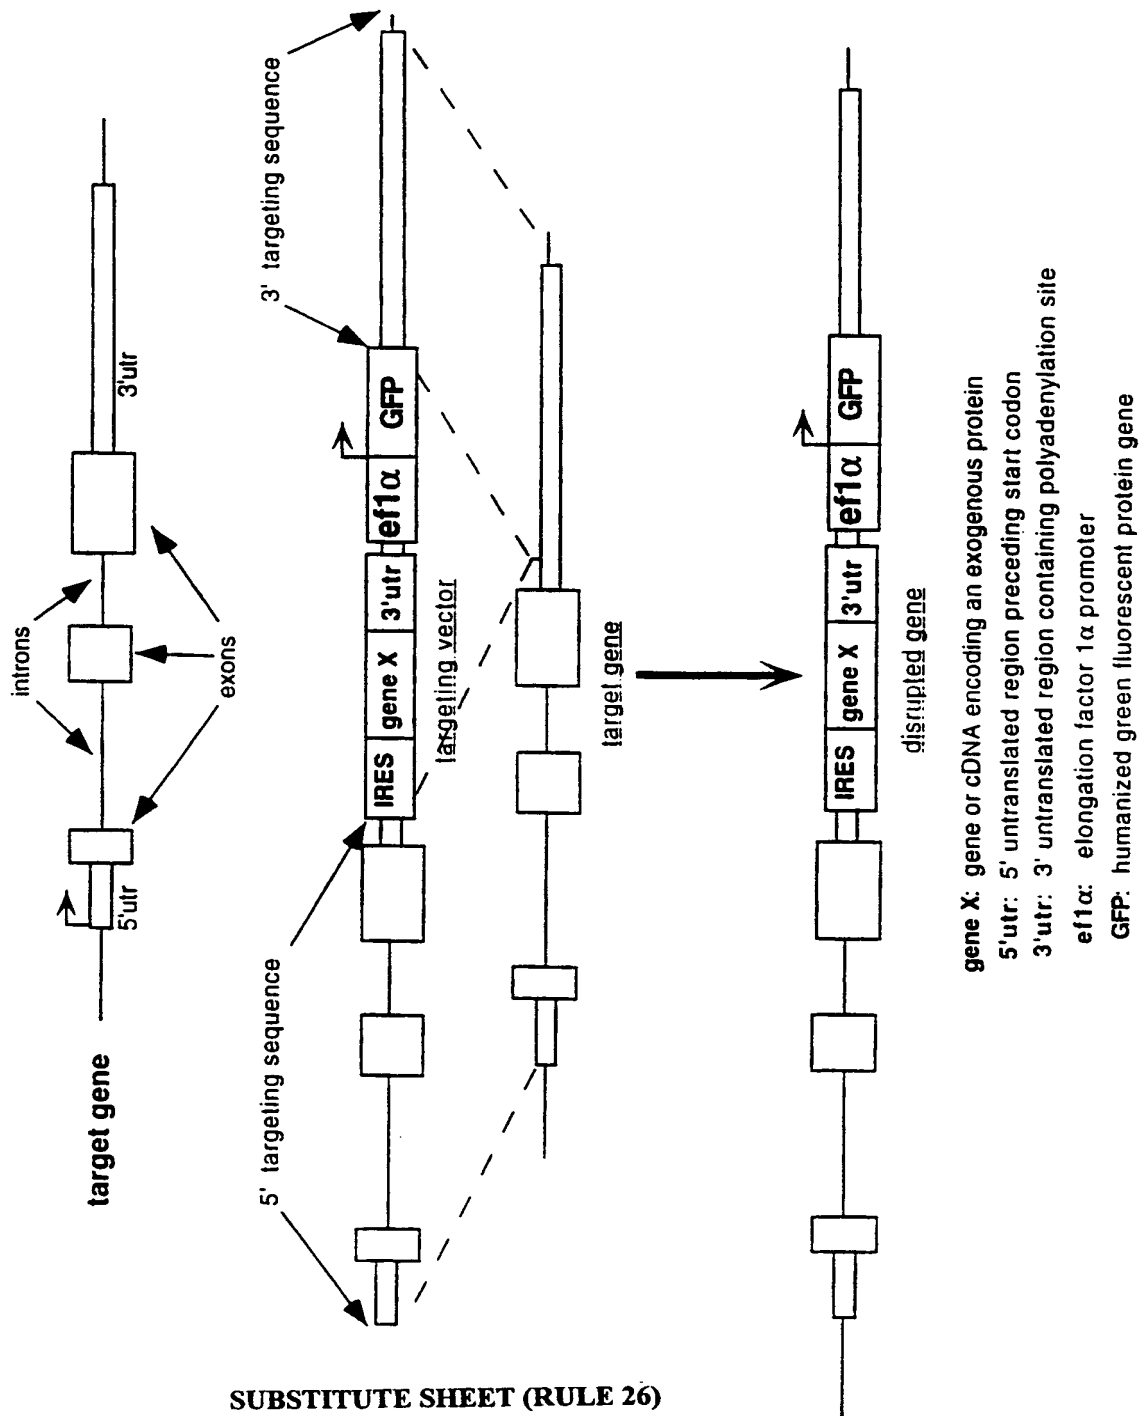 target gene
5'utr
introns
exons
3'utr
5' targeting sequence
3' targeting sequence
IRES gene X 3'utr ef1α GFP
targeting vector
target gene
IRES gene X 3'utr ef1α GFP
disrupted gene
gene X: gene or cDNA encoding an exogenous protein
5'utr: 5' untranslated region preceding start codon
3'utr: 3' untranslated region containing polyadenylation site
ef1α: elongation factor 1α promoter
GFP: humanized green fluorescent protein gene
SUBSTITUTE SHEET (RULE 26)